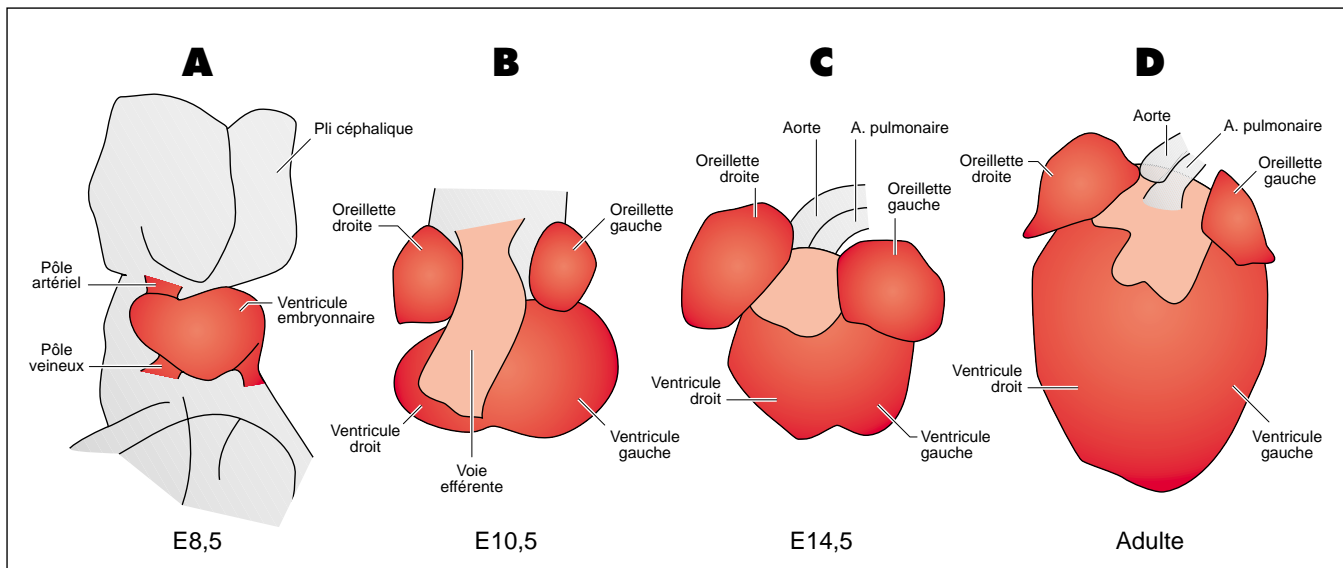 A
Pli céphalique
Pôle
artériel
Ventricule
embryonnaire
Pôle
veineux
E8,5
B
Oreillette
droite
Oreillette
gauche
Ventricule
droit
Voie
efférente
Ventricule
gauche
E10,5
C
Aorte
A. pulmonaire
Oreillette
droite
Oreillette
gauche
Ventricule
droit
Ventricule
gauche
E14,5
D
Aorte
A. pulmonaire
Oreillette
droite
Oreillette
gauche
Ventricule
droit
Ventricule
gauche
Adulte